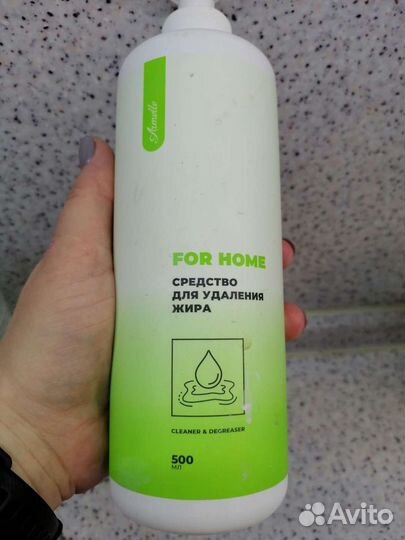 Armelle
FOR HOME
СРЕДСТВО
ДЛЯ УДАЛЕНИЯ
ЖИРА
CLEANER & DEGREASER
500
МЛ
Avito